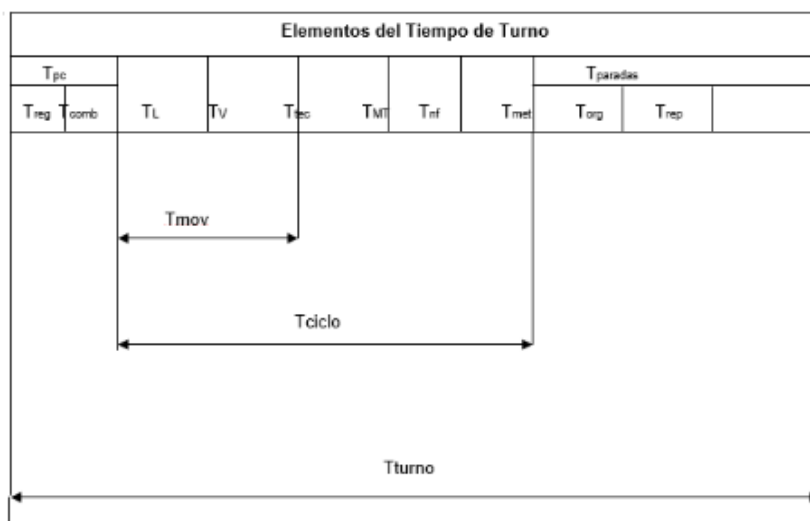 Elementos del Tiempo de Turno
Tpc Tparadas
Treg Tcomb TL TV Ttec TMT Tnf Tmet Torg Trep
Tmov
Tciclo
Tturno